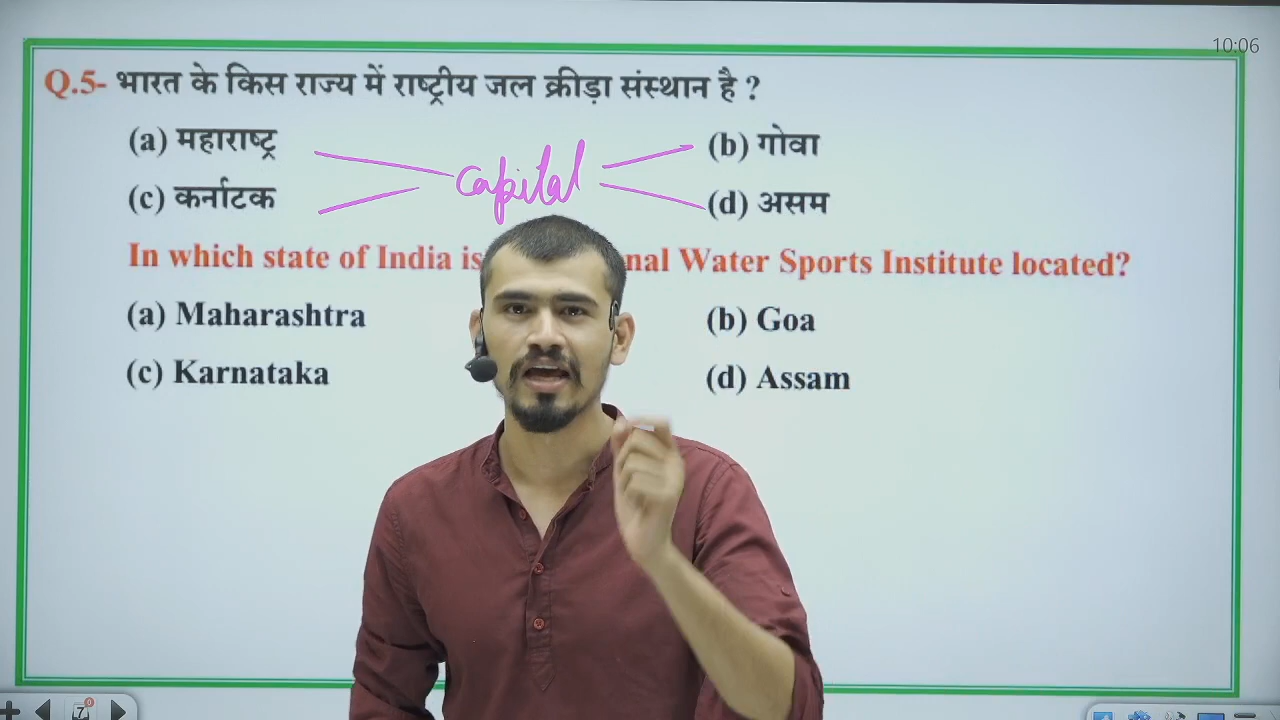 10:06
Q.5- भारत के किस राज्य में राष्ट्रीय जल क्रीड़ा संस्थान है ?
(a) महाराष्ट्र (b) गोवा
capital
(c) कर्नाटक (d) असम
In which state of India is nal Water Sports Institute located?
(a) Maharashtra (b) Goa
(c) Karnataka (d) Assam
7